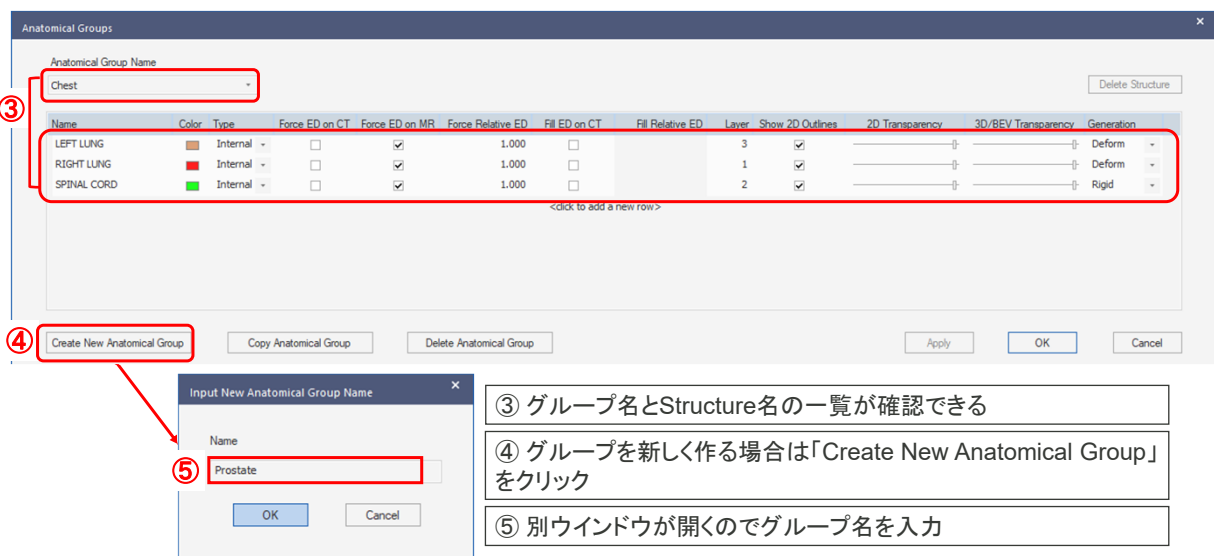 Anatomical Groups
×
Anatomical Group Name
Chest
Delete Structure
③
Name Color Type Force ED on CT Force ED on MR Force Relative ED Fill ED on CT Fill Relative ED Layer Show 2D Outlines 2D Transparency 3D/BEV Transparency Generation
LEFT LUNG Internal 1.000 3 Deform
RIGHT LUNG Internal 1.000 1 Deform
SPINAL CORD Internal 1.000 2 Rigid
<click to add a new row>
④
Create New Anatomical Group Copy Anatomical Group Delete Anatomical Group Apply OK Cancel
Input New Anatomical Group Name ×
Name
⑤
Prostate
OK Cancel
③ グループ名とStructure名の一覧が確認できる
④ グループを新しく作る場合は「Create New Anatomical Group」
をクリック
⑤ 別ウインドウが開くのでグループ名を入力